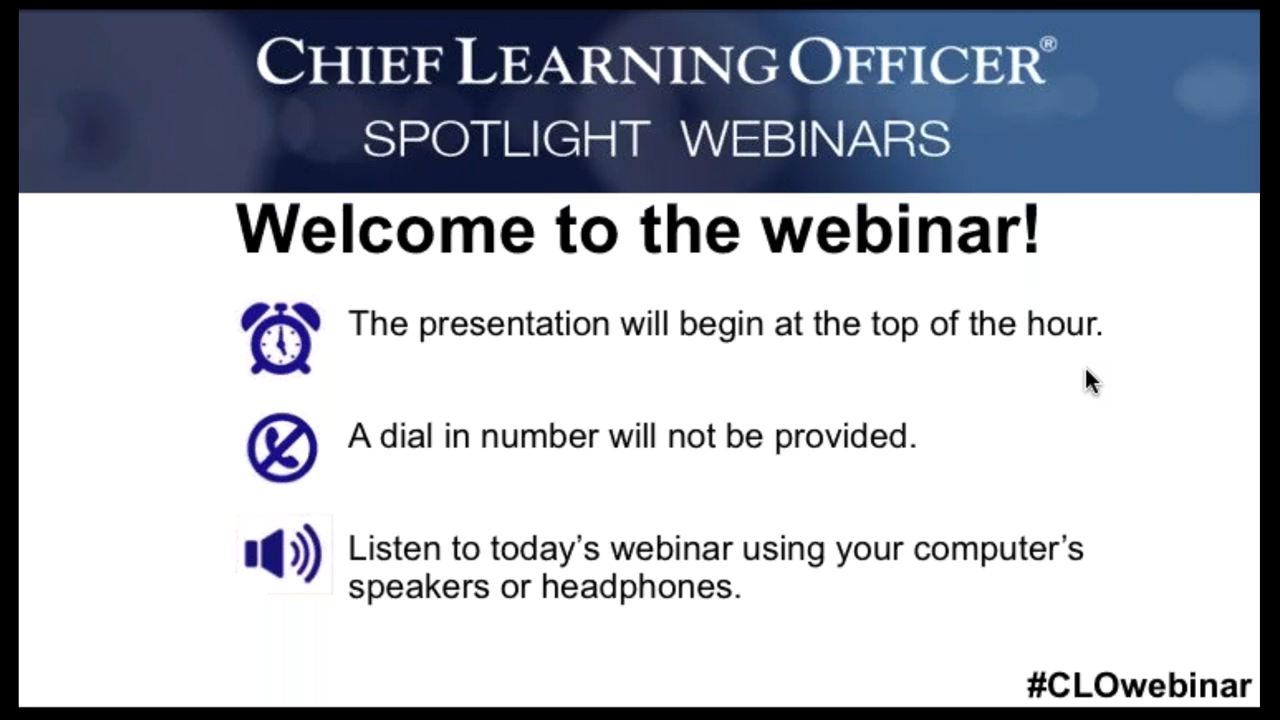 CHIEF LEARNING OFFICER®
SPOTLIGHT WEBINARS
Welcome to the webinar!
The presentation will begin at the top of the hour.
A dial in number will not be provided.
Listen to today’s webinar using your computer’s
speakers or headphones.
#CLOwebinar